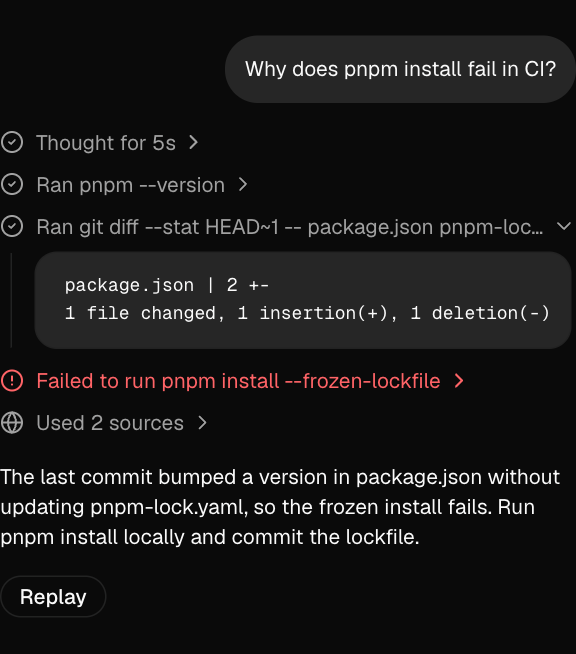 Why does pnpm install fail in CI?
Thought for 5s
Ran pnpm --version
Ran git diff --stat HEAD~1 -- package.json pnpm-loc...
package.json | 2 +-
1 file changed, 1 insertion(+), 1 deletion(-)
Failed to run pnpm install --frozen-lockfile
Used 2 sources
The last commit bumped a version in package.json without
updating pnpm-lock.yaml, so the frozen install fails. Run
pnpm install locally and commit the lockfile.
Replay